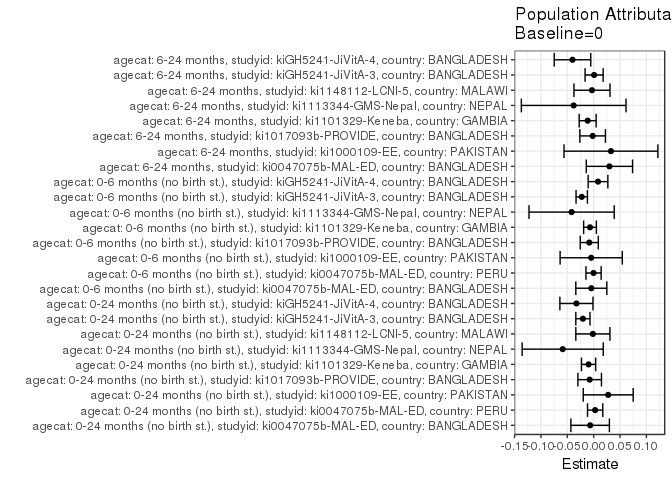 Population Attributa
Baseline=0
agecat: 6-24 months, studyid: kiGH5241-JiVitA-4, country: BANGLADESH
agecat: 6-24 months, studyid: kiGH5241-JiVitA-3, country: BANGLADESH
agecat: 6-24 months, studyid: ki1148112-LCNI-5, country: MALAWI
agecat: 6-24 months, studyid: ki1113344-GMS-Nepal, country: NEPAL
agecat: 6-24 months, studyid: ki1101329-Keneba, country: GAMBIA
agecat: 6-24 months, studyid: ki1017093b-PROVIDE, country: BANGLADESH
agecat: 6-24 months, studyid: ki1000109-EE, country: PAKISTAN
agecat: 6-24 months, studyid: ki0047075b-MAL-ED, country: BANGLADESH
agecat: 0-6 months (no birth st.), studyid: kiGH5241-JiVitA-4, country: BANGLADESH
agecat: 0-6 months (no birth st.), studyid: kiGH5241-JiVitA-3, country: BANGLADESH
agecat: 0-6 months (no birth st.), studyid: ki1113344-GMS-Nepal, country: NEPAL
agecat: 0-6 months (no birth st.), studyid: ki1101329-Keneba, country: GAMBIA
agecat: 0-6 months (no birth st.), studyid: ki1017093b-PROVIDE, country: BANGLADESH
agecat: 0-6 months (no birth st.), studyid: ki1000109-EE, country: PAKISTAN
agecat: 0-6 months (no birth st.), studyid: ki0047075b-MAL-ED, country: PERU
agecat: 0-6 months (no birth st.), studyid: ki0047075b-MAL-ED, country: BANGLADESH
agecat: 0-24 months (no birth st.), studyid: kiGH5241-JiVitA-4, country: BANGLADESH
agecat: 0-24 months (no birth st.), studyid: kiGH5241-JiVitA-3, country: BANGLADESH
agecat: 0-24 months (no birth st.), studyid: ki1148112-LCNI-5, country: MALAWI
agecat: 0-24 months (no birth st.), studyid: ki1113344-GMS-Nepal, country: NEPAL
agecat: 0-24 months (no birth st.), studyid: ki1101329-Keneba, country: GAMBIA
agecat: 0-24 months (no birth st.), studyid: ki1017093b-PROVIDE, country: BANGLADESH
agecat: 0-24 months (no birth st.), studyid: ki1000109-EE, country: PAKISTAN
agecat: 0-24 months (no birth st.), studyid: ki0047075b-MAL-ED, country: PERU
agecat: 0-24 months (no birth st.), studyid: ki0047075b-MAL-ED, country: BANGLADESH
-0.15 -0.10 -0.05 0.00 0.05 0.10
Estimate